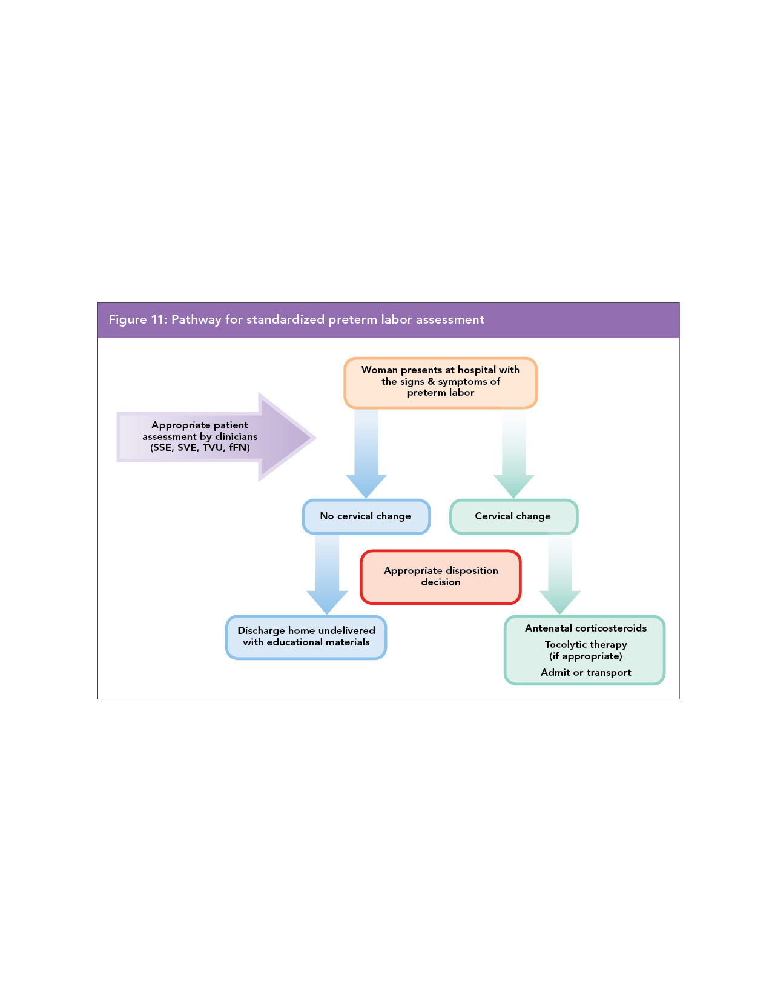 Figure 11: Pathway for standardized preterm labor assessment
Woman presents at hospital with
the signs & symptoms of
preterm labor
Appropriate patient
assessment by clinicians
(SSE, SVE, TVU, fFN)
No cervical change
Cervical change
Appropriate disposition
decision
Discharge home undelivered
with educational materials
Antenatal corticosteroids
Tocolytic therapy
(if appropriate)
Admit or transport